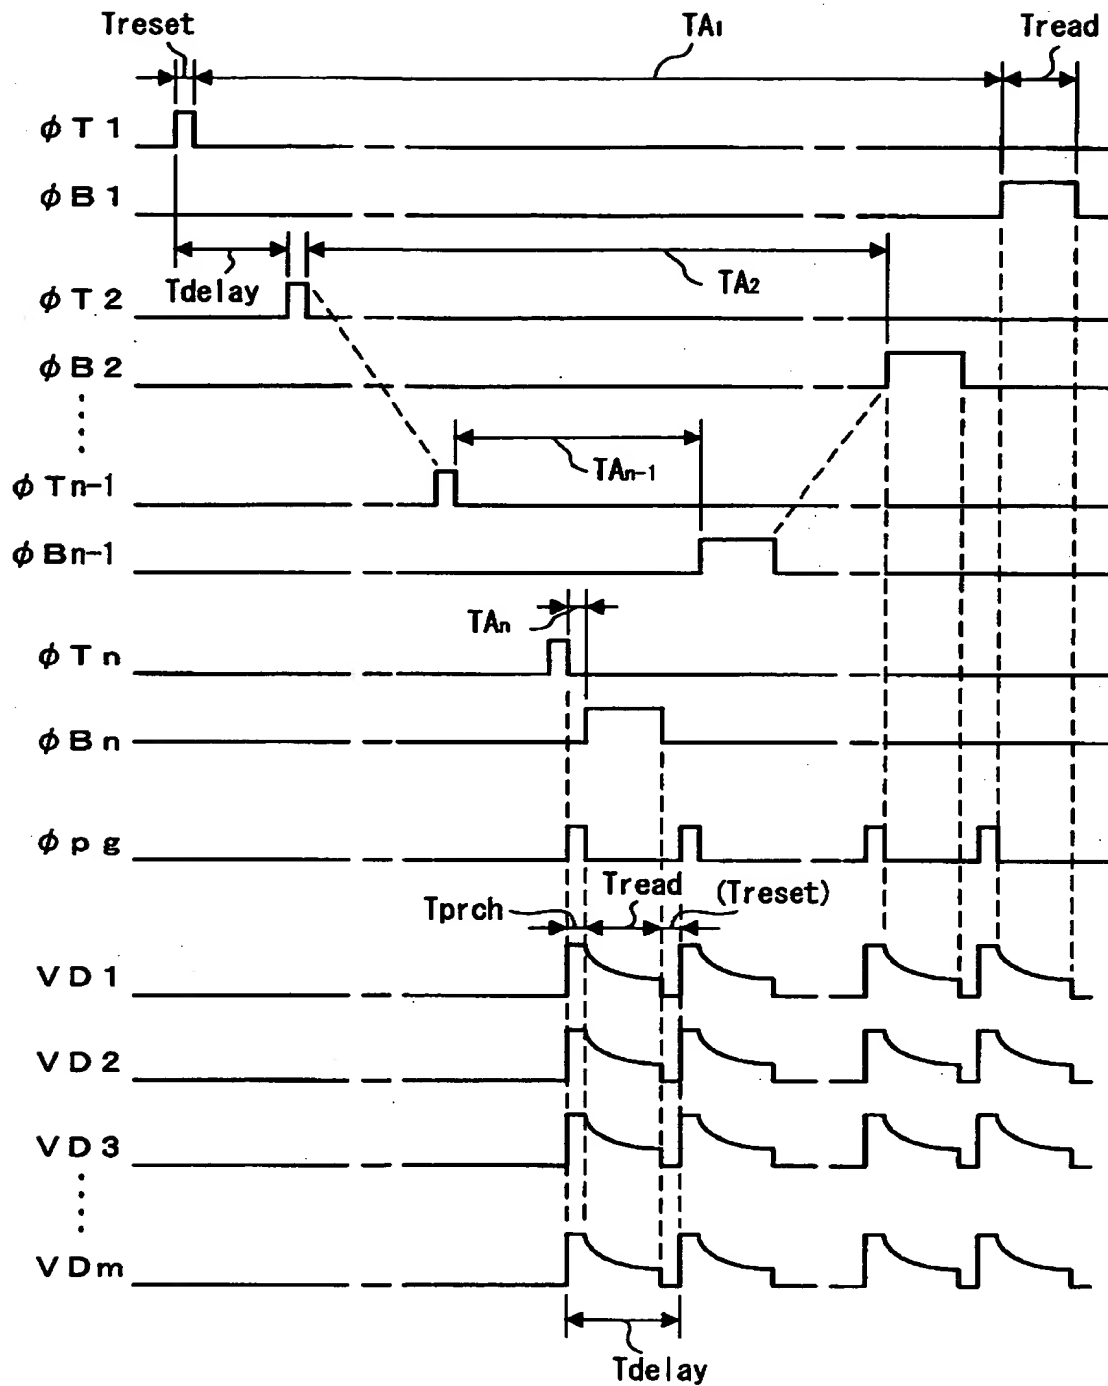 Treset TA1 Tread
φT1
φB1
Tdelay TA2
φT2
φB2
TAn-1
φTn-1
φBn-1
TAn
φTn
φBn
φpg
Tprch Tread (Treset)
VD1
VD2
VD3
VDm
Tdelay